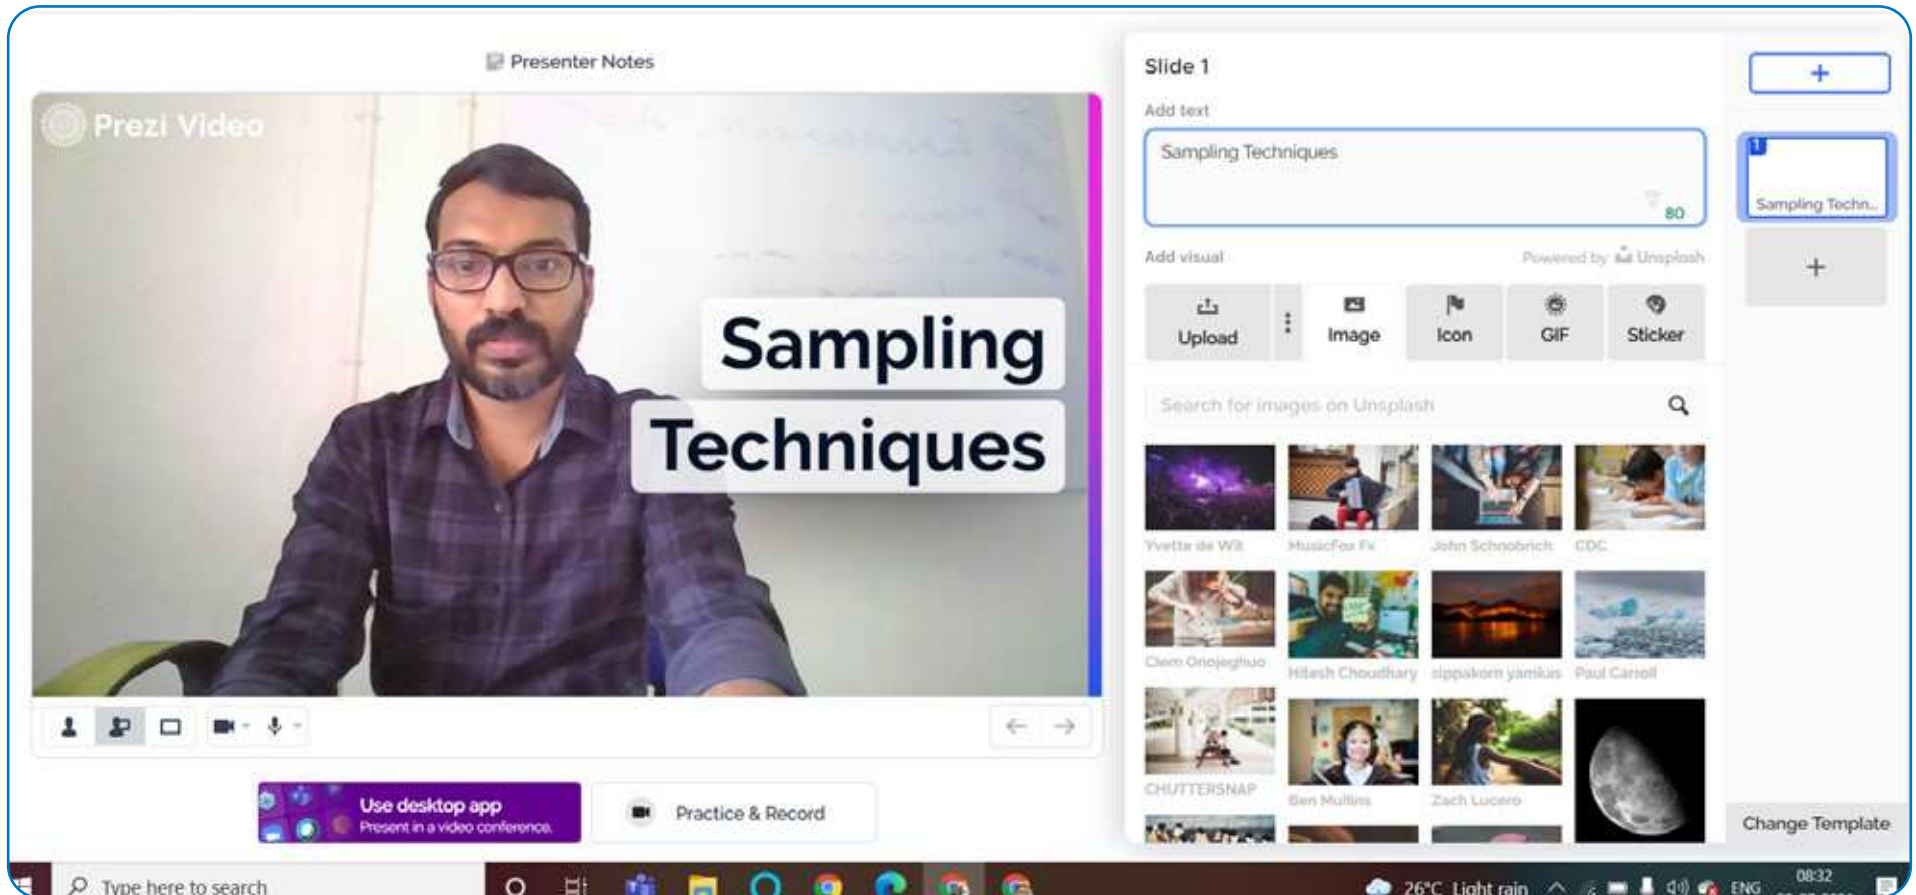 Presenter Notes
Prezi Video
Sampling
Techniques
Use desktop app
Present in a video conference.
Practice & Record
Slide 1
Add text
Sampling Techniques
80
Add visual
Powered by Unsplash
Upload
Image
Icon
GIF
Sticker
Search for images on Unsplash
Yvette de Wit
MusicFox Fx
John Schnobrich
CDC
Clem Onojeghuo
Hitesh Choudhary
sippakorn yamkasikorn
Paul Carroll
CHUTTERSNAP
Ben Mullins
Zach Lucero
1
Sampling Techn...
Change Template
Type here to search
26°C Light rain
ENG
08:32